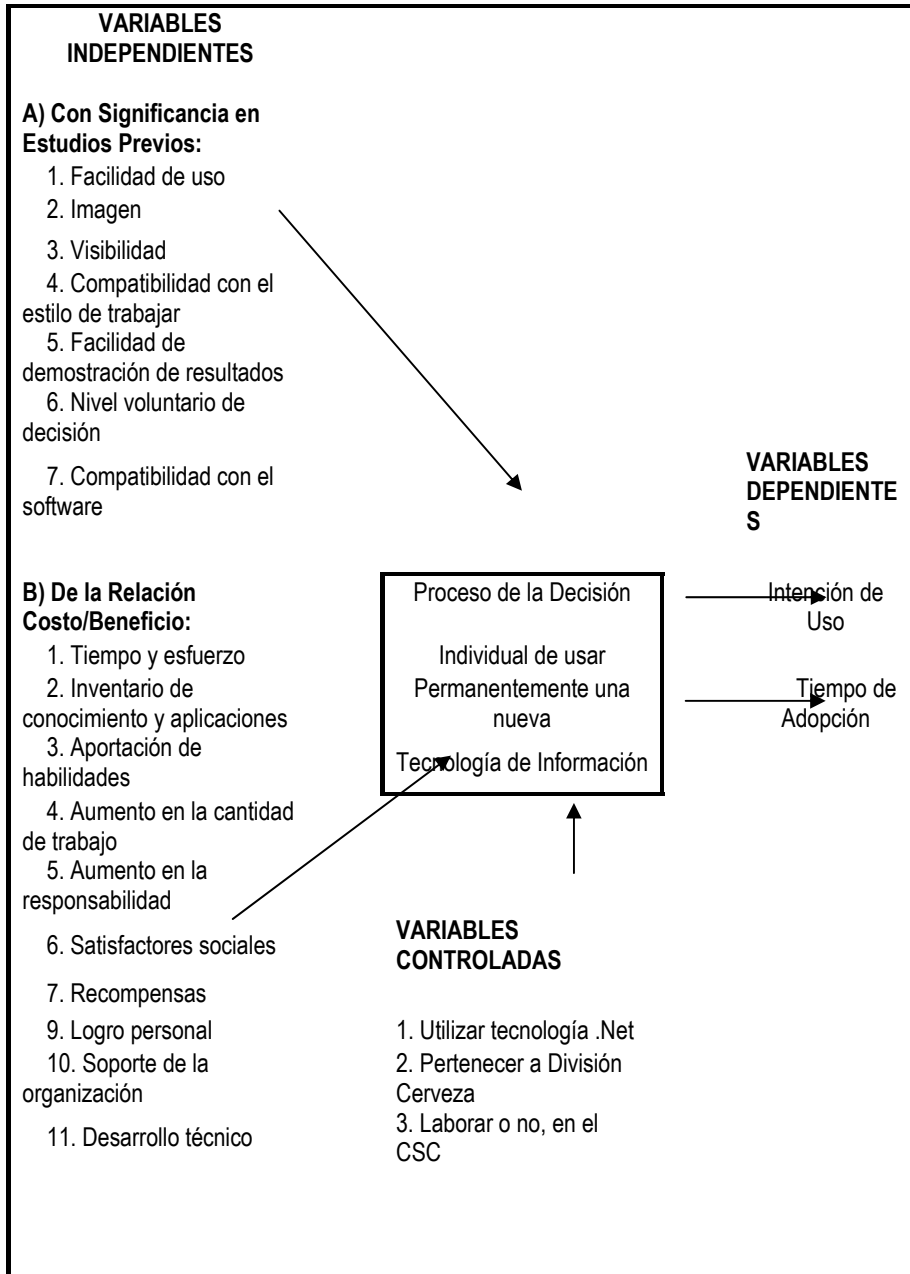 VARIABLES
INDEPENDIENTES
A) Con Significancia en
Estudios Previos:
1. Facilidad de uso
2. Imagen
3. Visibilidad
4. Compatibilidad con el
estilo de trabajar
5. Facilidad de
demostración de resultados
6. Nivel voluntario de
decisión
7. Compatibilidad con el
software
B) De la Relación
Costo/Beneficio:
1. Tiempo y esfuerzo
2. Inventario de
conocimiento y aplicaciones
3. Aportación de
habilidades
4. Aumento en la cantidad
de trabajo
5. Aumento en la
responsabilidad
6. Satisfactores sociales
7. Recompensas
9. Logro personal
10. Soporte de la
organización
11. Desarrollo técnico
Proceso de la Decisión
Individual de usar
Permanentemente una
nueva
Tecnología de Información
VARIABLES
CONTROLADAS
1. Utilizar tecnología .Net
2. Pertenecer a División
Cerveza
3. Laborar o no, en el
CSC
VARIABLES
DEPENDIENTE
S
Intención de
Uso
Tiempo de
Adopción